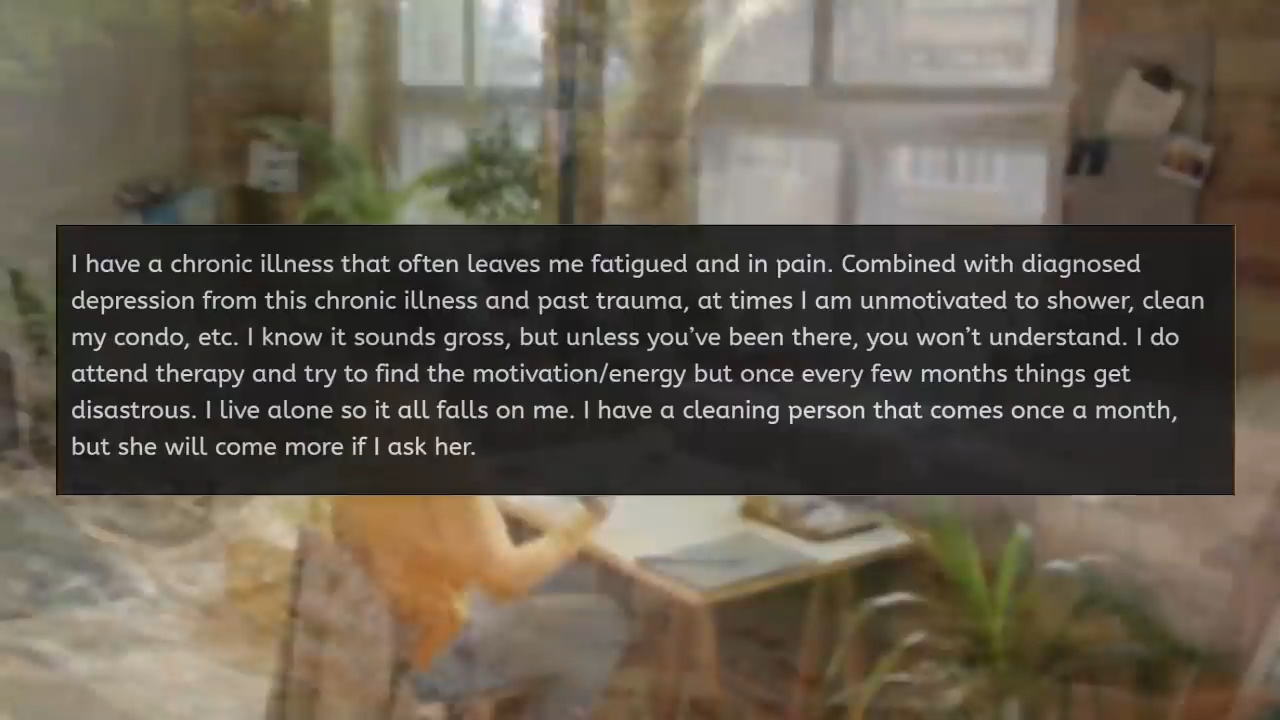 I have a chronic illness that often leaves me fatigued and in pain. Combined with diagnosed
depression from this chronic illness and past trauma, at times I am unmotivated to shower, clean
my condo, etc. I know it sounds gross, but unless you’ve been there, you won’t understand. I do
attend therapy and try to find the motivation/energy but once every few months things get
disastrous. I live alone so it all falls on me. I have a cleaning person that comes once a month,
but she will come more if I ask her.